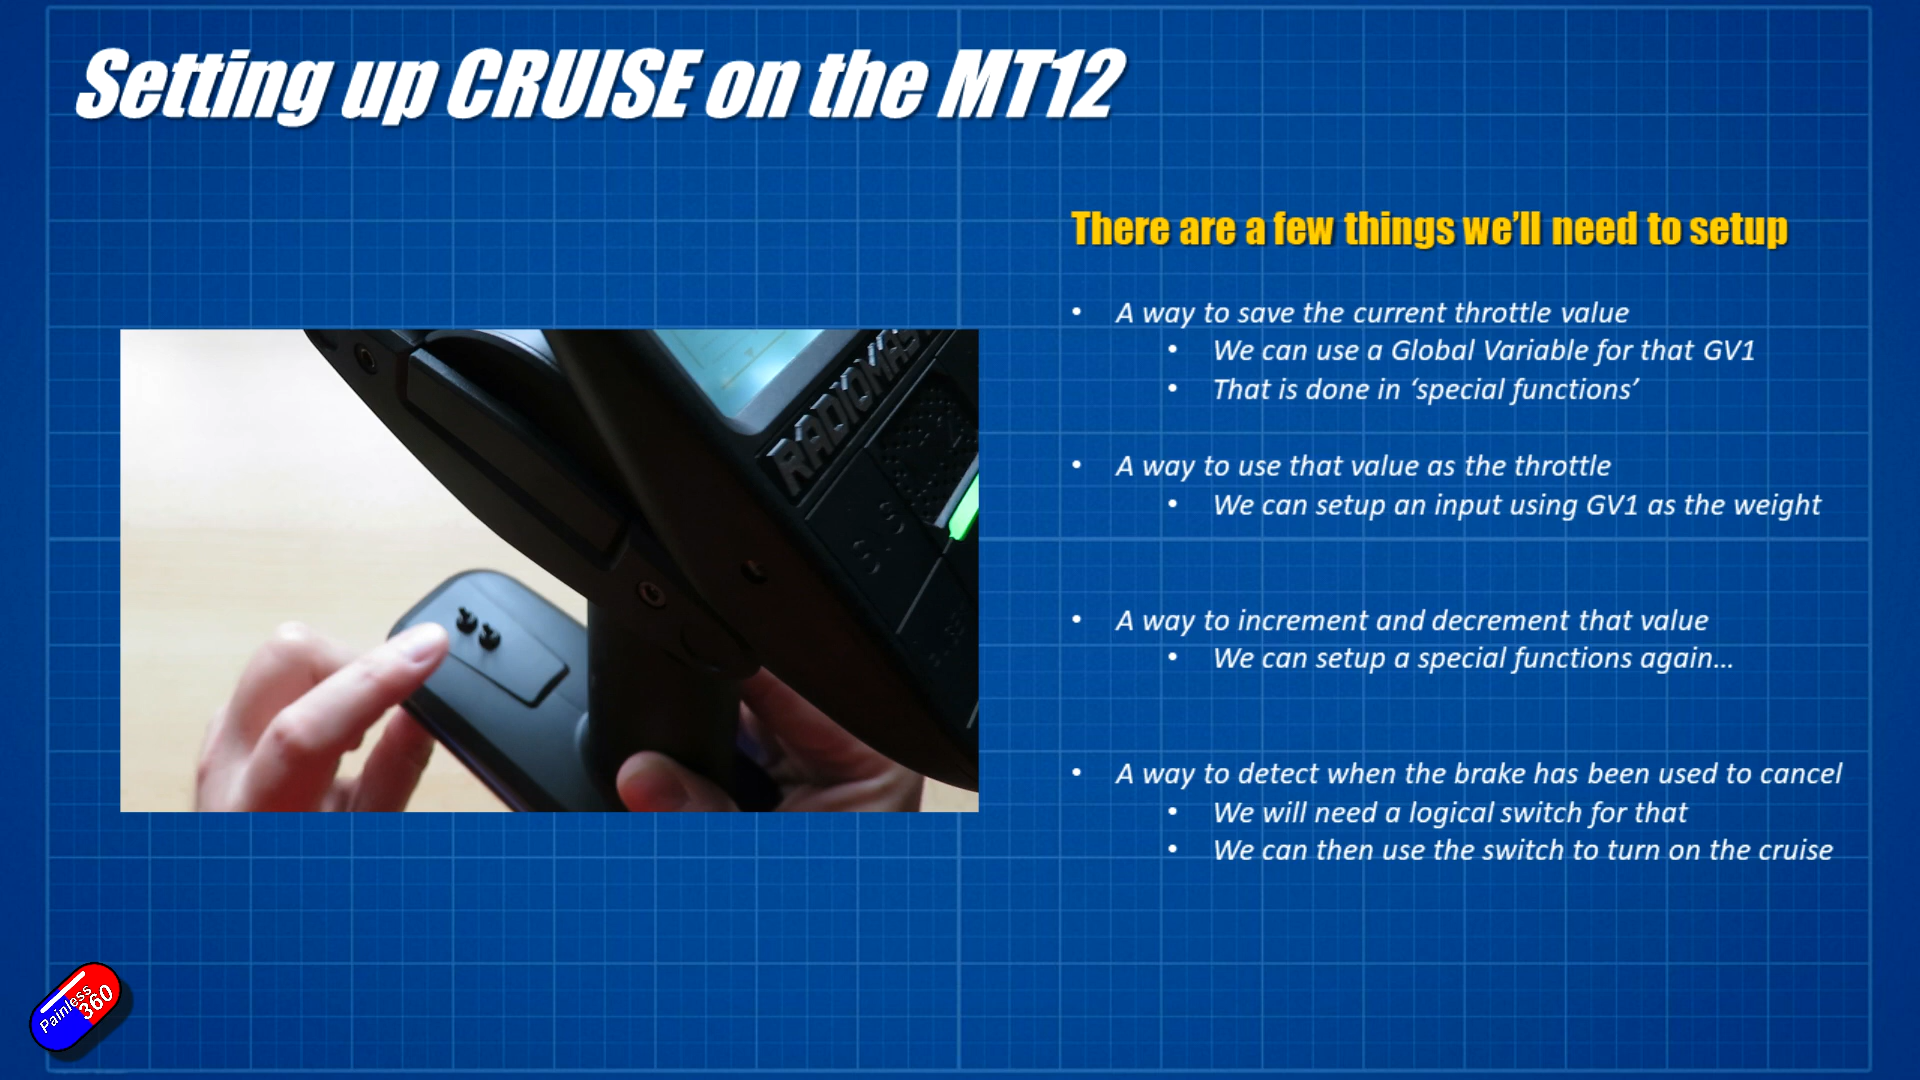 Setting up CRUISE on the MT12
There are a few things we’ll need to setup
• A way to save the current throttle value
• We can use a Global Variable for that GV1
• That is done in ‘special functions’
• A way to use that value as the throttle
• We can setup an input using GV1 as the weight
• A way to increment and decrement that value
• We can setup a special functions again…
• A way to detect when the brake has been used to cancel
• We will need a logical switch for that
• We can then use the switch to turn on the cruise
Painless
360